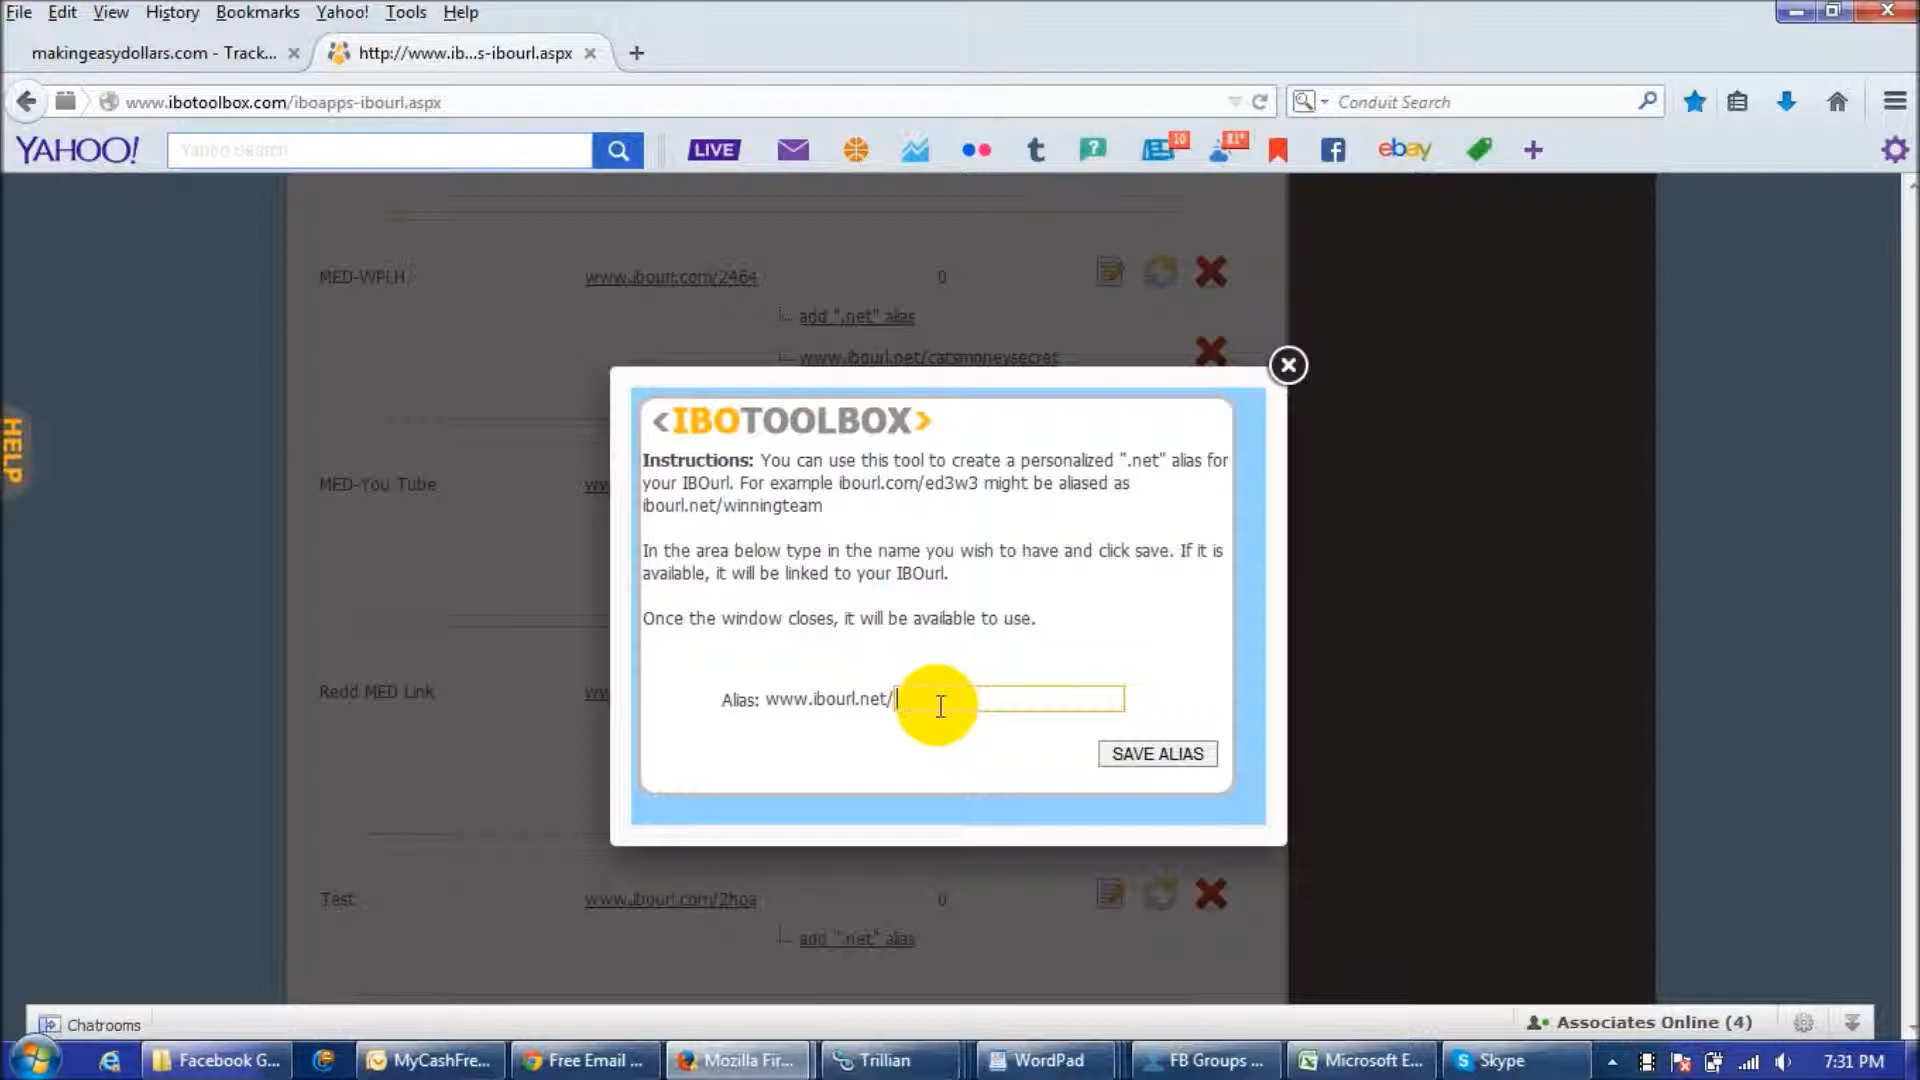 File Edit View History Bookmarks Yahoo! Tools Help
makingeasydollars.com - Track... http://www.ib...s-ibourl.aspx
www.ibotoolbox.com/iboapps-ibourl.aspx Conduit Search
YAHOO! Yahoo Search LIVE t ? 10 81° ebay
MED-WPLH www.ibourl.com/2464 0
add ".net" alias
www.ibourl.net/catsmoneysecret
HELP
<IBOTOOLBOX>
Instructions: You can use this tool to create a personalized ".net" alias for
your IBOurl. For example ibourl.com/ed3w3 might be aliased as
ibourl.net/winningteam
In the area below type in the name you wish to have and click save. If it is
available, it will be linked to your IBOurl.
Once the window closes, it will be available to use.
Alias: www.ibourl.net/
SAVE ALIAS
MED-You Tube ww
Redd MED Link ww
Test www.ibourl.com/2hoa 0
add ".net" alias
Chatrooms Associates Online (4)
Facebook G... MyCashFre... Free Email ... Mozilla Fir... Trillian WordPad FB Groups ... Microsoft E... Skype 7:31 PM